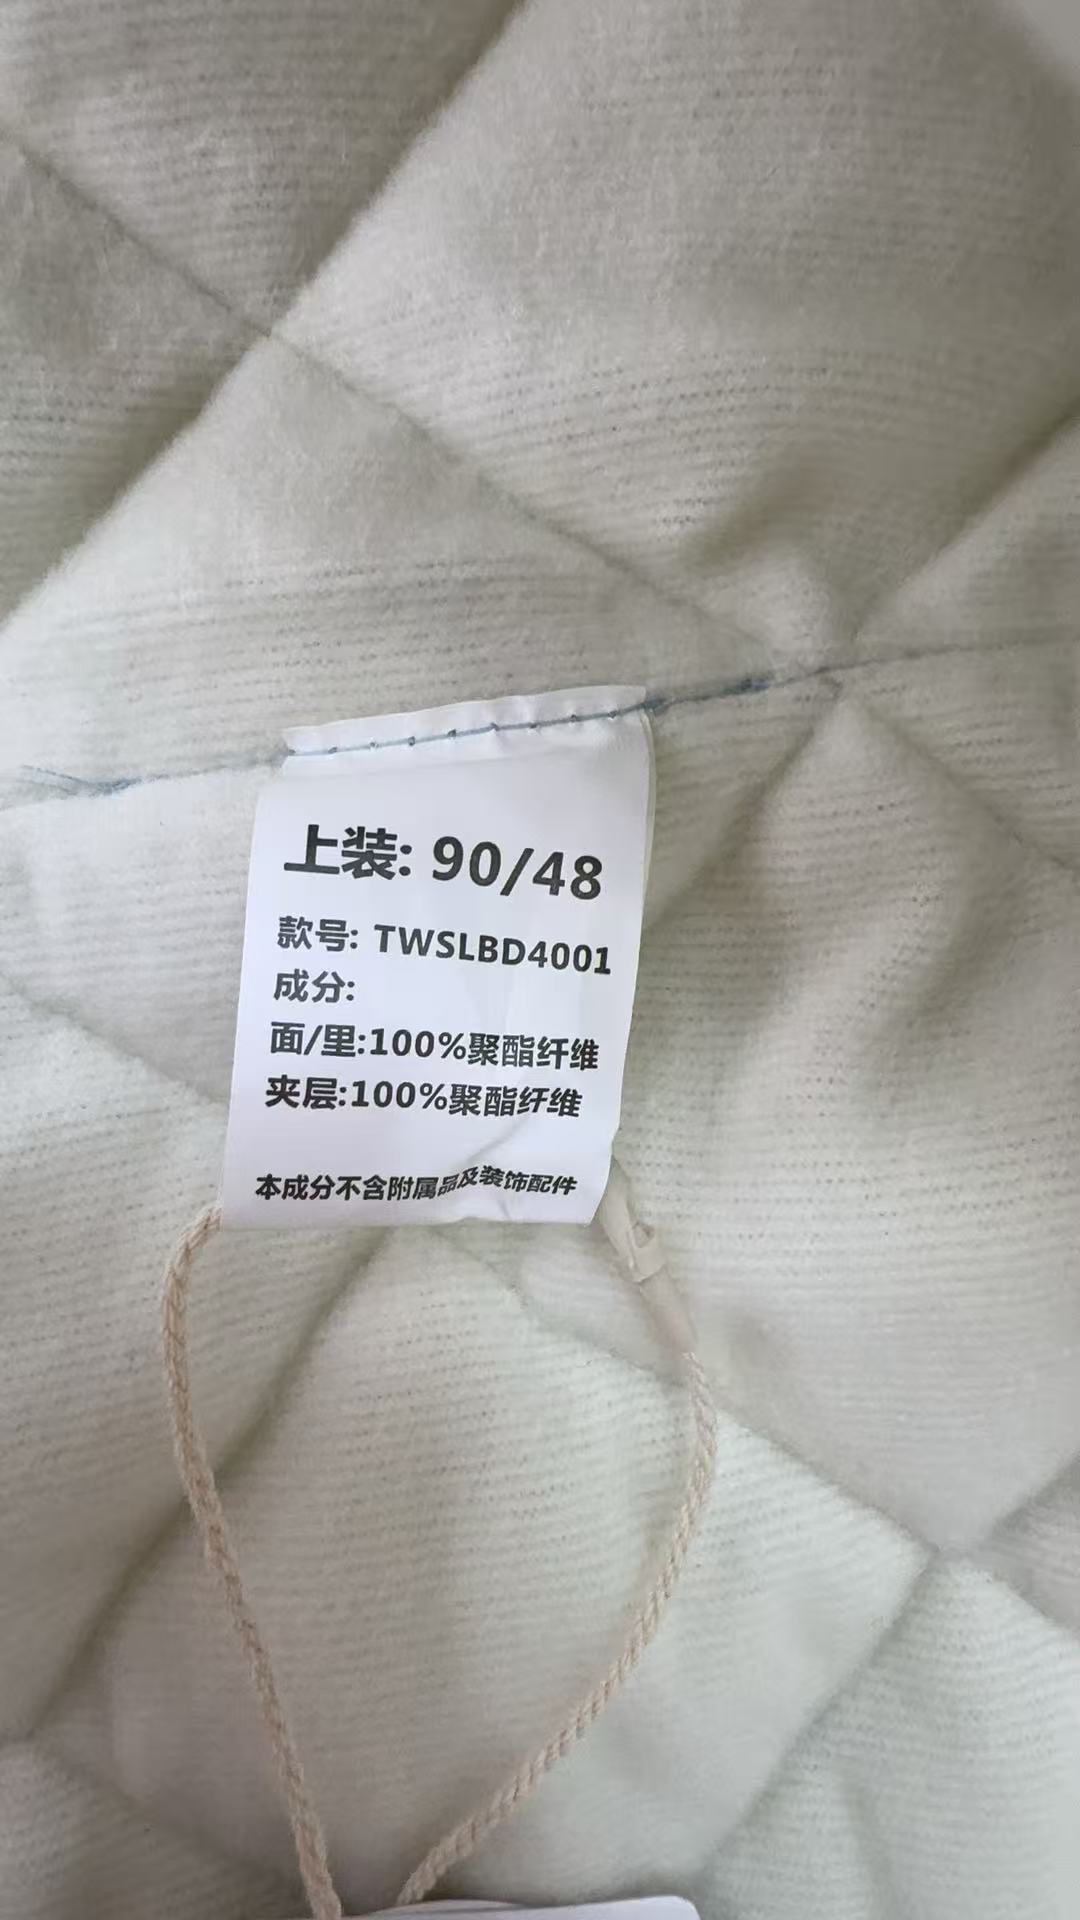 上装: 90/48
款号: TWSLBD4001
成分:
面/里:100%聚酯纤维
夹层:100%聚酯纤维
本成分不含附属品及装饰配件